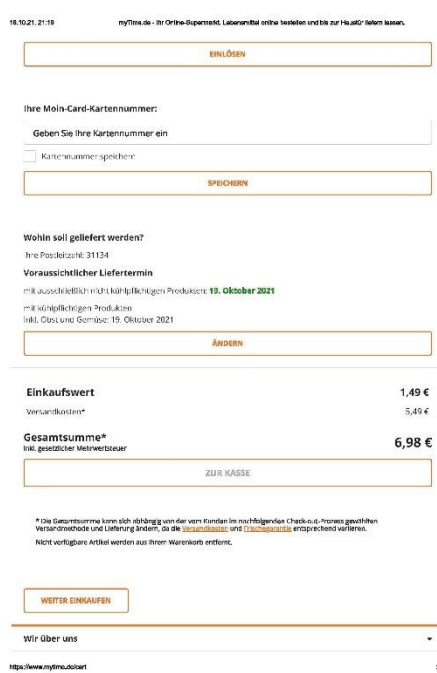 18.10.21, 21:19 myTime.de - Ihr Online-Supermarkt. Lebensmittel online bestellen und bis zur Haustür liefern lassen.
EINLÖSEN
Ihre Moin-Card-Kartennummer:
Geben Sie Ihre Kartennummer ein
Kartennummer speichern
SPEICHERN
Wohin soll geliefert werden?
Ihre Postleitzahl: 31134
Voraussichtlicher Liefertermin
mit ausschließlich nicht kühlpflichtigen Produkten: 19. Oktober 2021
mit kühlpflichtigen Produkten
inkl. Obst und Gemüse: 19. Oktober 2021
ÄNDERN
Einkaufswert 1,49 €
Versandkosten* 5,49 €
Gesamtsumme* 6,98 €
inkl. gesetzlicher Mehrwertsteuer
ZUR KASSE
* Die Gesamtsumme kann sich abhängig von der vom Kunden im nachfolgenden Check-out-Prozess gewählten
Versandmethode und Lieferung ändern, da die Versandkosten und Frischegarantie entsprechend variieren.
Nicht verfügbare Artikel werden aus Ihrem Warenkorb entfernt.
WEITER EINKAUFEN
Wir über uns
https://www.mytime.de/cart